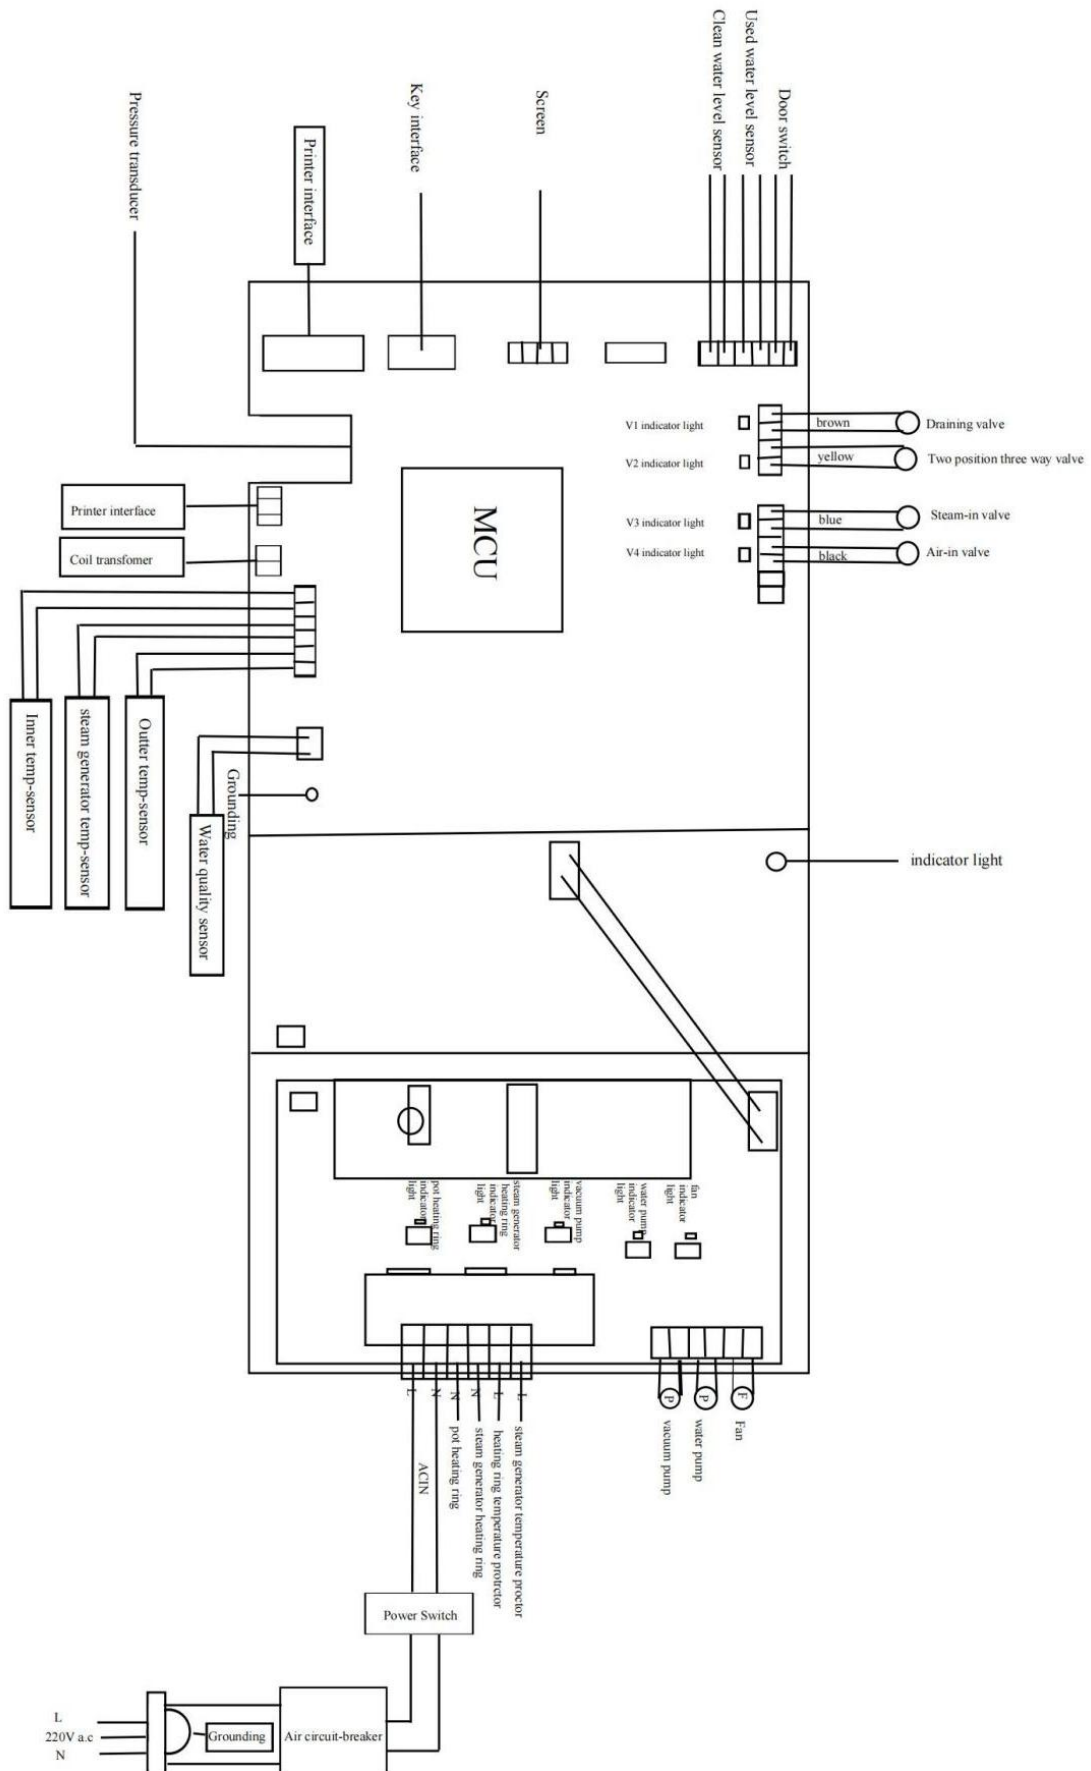 Clean water level sensor
Used water level sensor
Door switch
Pressure transducer
Printer interface
Key interface
Screen
V1 indicator light
brown
Draining valve
V2 indicator light
yellow
Two position three way valve
V3 indicator light
blue
Steam-in valve
V4 indicator light
black
Air-in valve
MCU
Printer interface
Coil transfomer
Inner temp-sensor
steam generator temp-sensor
Outter temp-sensor
Water quality sensor
Grounding
indicator light
pot heating ring
indicator
light
steam generator
heating ring
indicator
light
vacuum pump
indicator
light
water pump
indicator
light
fan
indicator
light
L
N
N
N
L
L
ACIN
pot heating ring
steam generator heating ring
heating ring temperature protrctor
steam generator temperature proctor
P
P
F
vacuum pump
water pump
Fan
Power Switch
L
220V a.c
N
Grounding
Air circuit-breaker